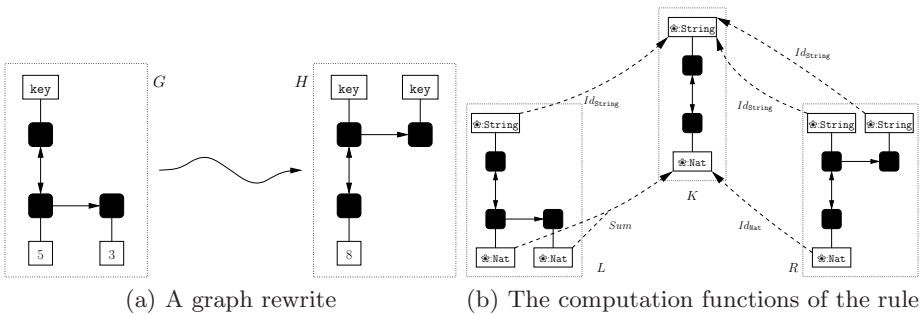 G
key
5
3
H
key
key
8
(a) A graph rewrite
❀:String
Id_String
Id_String
Id_String
❀:String
❀:String
❀:String
❀:Nat
K
Sum
Id_Nat
❀:Nat
❀:Nat
L
❀:Nat
R
(b) The computation functions of the rule